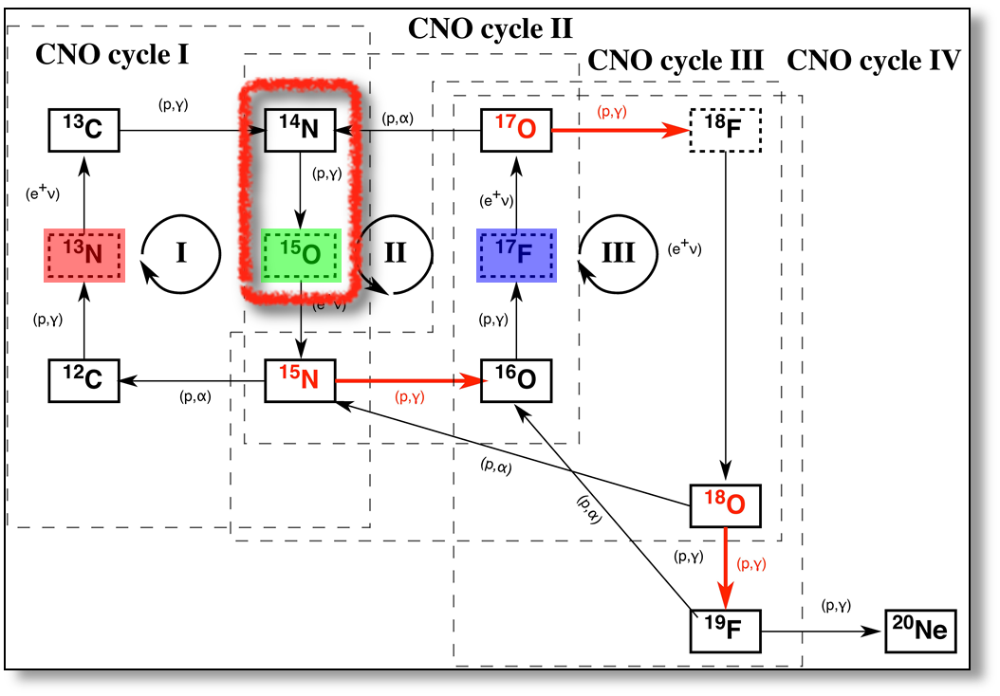 CNO cycle II
CNO cycle I
CNO cycle III
CNO cycle IV
(p,γ)
(p,α)
(p,γ)
¹³C
¹⁴N
¹⁷O
¹⁸F
(p,γ)
(e⁺ν)
(e⁺ν)
¹³N
I
¹⁵O
II
¹⁷F
III
(e⁺ν)
(e⁺ν)
(p,γ)
(p,γ)
¹²C
¹⁵N
¹⁶O
(p,α)
(p,γ)
(p,α)
(p,α)
¹⁸O
(p,γ)
(p,γ)
(p,γ)
¹⁹F
²⁰Ne